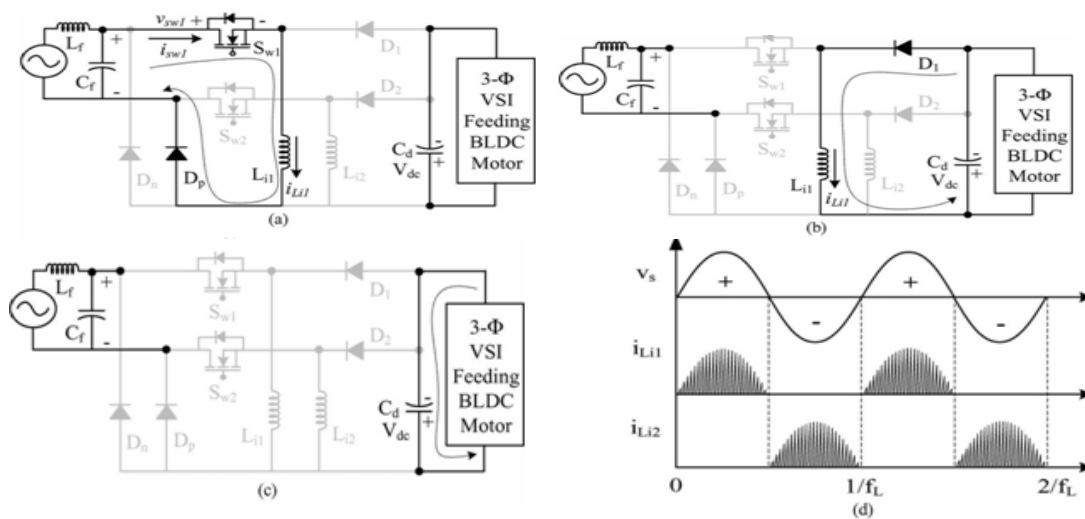 v_sw1 + -
L_f
+
i_sw1
S_w1
D_1
C_f
D_2
3-Φ
VSI
Feeding
BLDC
Motor
-
S_w2
C_d
-
V_dc
+
D_n
D_p
L_i1
i_Li1
L_i2
(a)
L_f
+
S_w1
D_1
C_f
D_2
3-Φ
VSI
Feeding
BLDC
Motor
-
S_w2
C_d
-
V_dc
+
D_n
D_p
L_i1
i_Li1
L_i2
(b)
L_f
+
S_w1
D_1
C_f
D_2
3-Φ
VSI
Feeding
BLDC
Motor
-
S_w2
C_d
-
V_dc
+
D_n
D_p
L_i1
L_i2
(c)
v_s
+
+
-
-
i_Li1
i_Li2
0
1/f_L
2/f_L
(d)